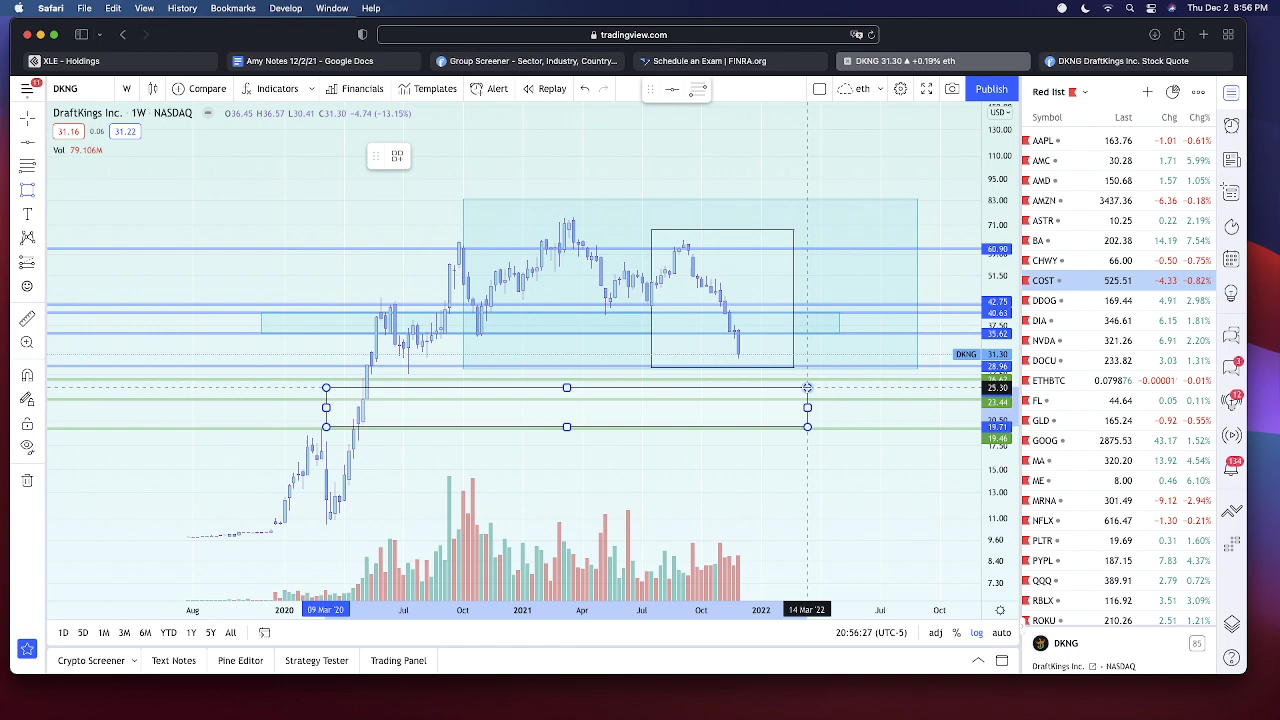 Safari File Edit View History Bookmarks Develop Window Help
Thu Dec 2 8:56 PM
tradingview.com
XLE - Holdings
Amy Notes 12/2/21 - Google Docs
Group Screener - Sector, Industry, Country...
Schedule an Exam | FINRA.org
DKNG 31.30 ▲ +0.19% eth
DKNG DraftKings Inc. Stock Quote
51
DKNG W Compare Indicators Financials Templates Alert Replay eth Publish
Red list
DraftKings Inc. · 1W · NASDAQ
O36.45 H36.57 L30.41 C31.30 −4.74 (−13.15%)
31.16 0.06 31.22
Vol 79.106M
USD
130.00
110.00
95.00
83.00
71.00
60.90
51.50
42.75
40.63
37.50
35.62
DKNG 31.30
28.96
25.30
23.44
19.71
19.46
15.00
13.00
11.00
9.60
8.40
7.30
Aug 2020 09 Mar '20 Jul Oct 2021 Apr Jul Oct 2022 14 Mar '22 Jul Oct
1D 5D 1M 3M 6M YTD 1Y 5Y All
20:56:27 (UTC-5) adj % log auto
Crypto Screener Text Notes Pine Editor Strategy Tester Trading Panel
Symbol Last Chg Chg%
AAPL 163.76 −1.01 −0.61%
AMC 30.28 1.71 5.99%
AMD 150.68 1.57 1.05%
AMZN 3437.36 −6.36 −0.18%
ASTR 10.25 0.22 2.19%
BA 202.38 14.19 7.54%
CHWY 66.00 −0.50 −0.75%
COST 525.51 −4.33 −0.82%
DDOG 169.44 4.91 2.98%
DIA 346.61 6.15 1.81%
NVDA 321.26 6.91 2.20%
DOCU 233.82 3.03 1.31%
ETHBTC 0.079876 −0.00001 −0.01%
FL 44.64 0.05 0.11%
GLD 165.24 −0.92 −0.55%
GOOG 2875.53 43.17 1.52%
MA 320.20 13.92 4.54%
ME 8.00 0.46 6.10%
MRNA 301.49 −9.12 −2.94%
NFLX 616.47 −1.30 −0.21%
PLTR 19.69 0.31 1.60%
PYPL 187.15 7.83 4.37%
QQQ 389.91 2.79 0.72%
RBLX 116.92 3.51 3.09%
ROKU 210.26 2.51 1.21%
DKNG 85
DraftKings Inc. · NASDAQ
3
12
134